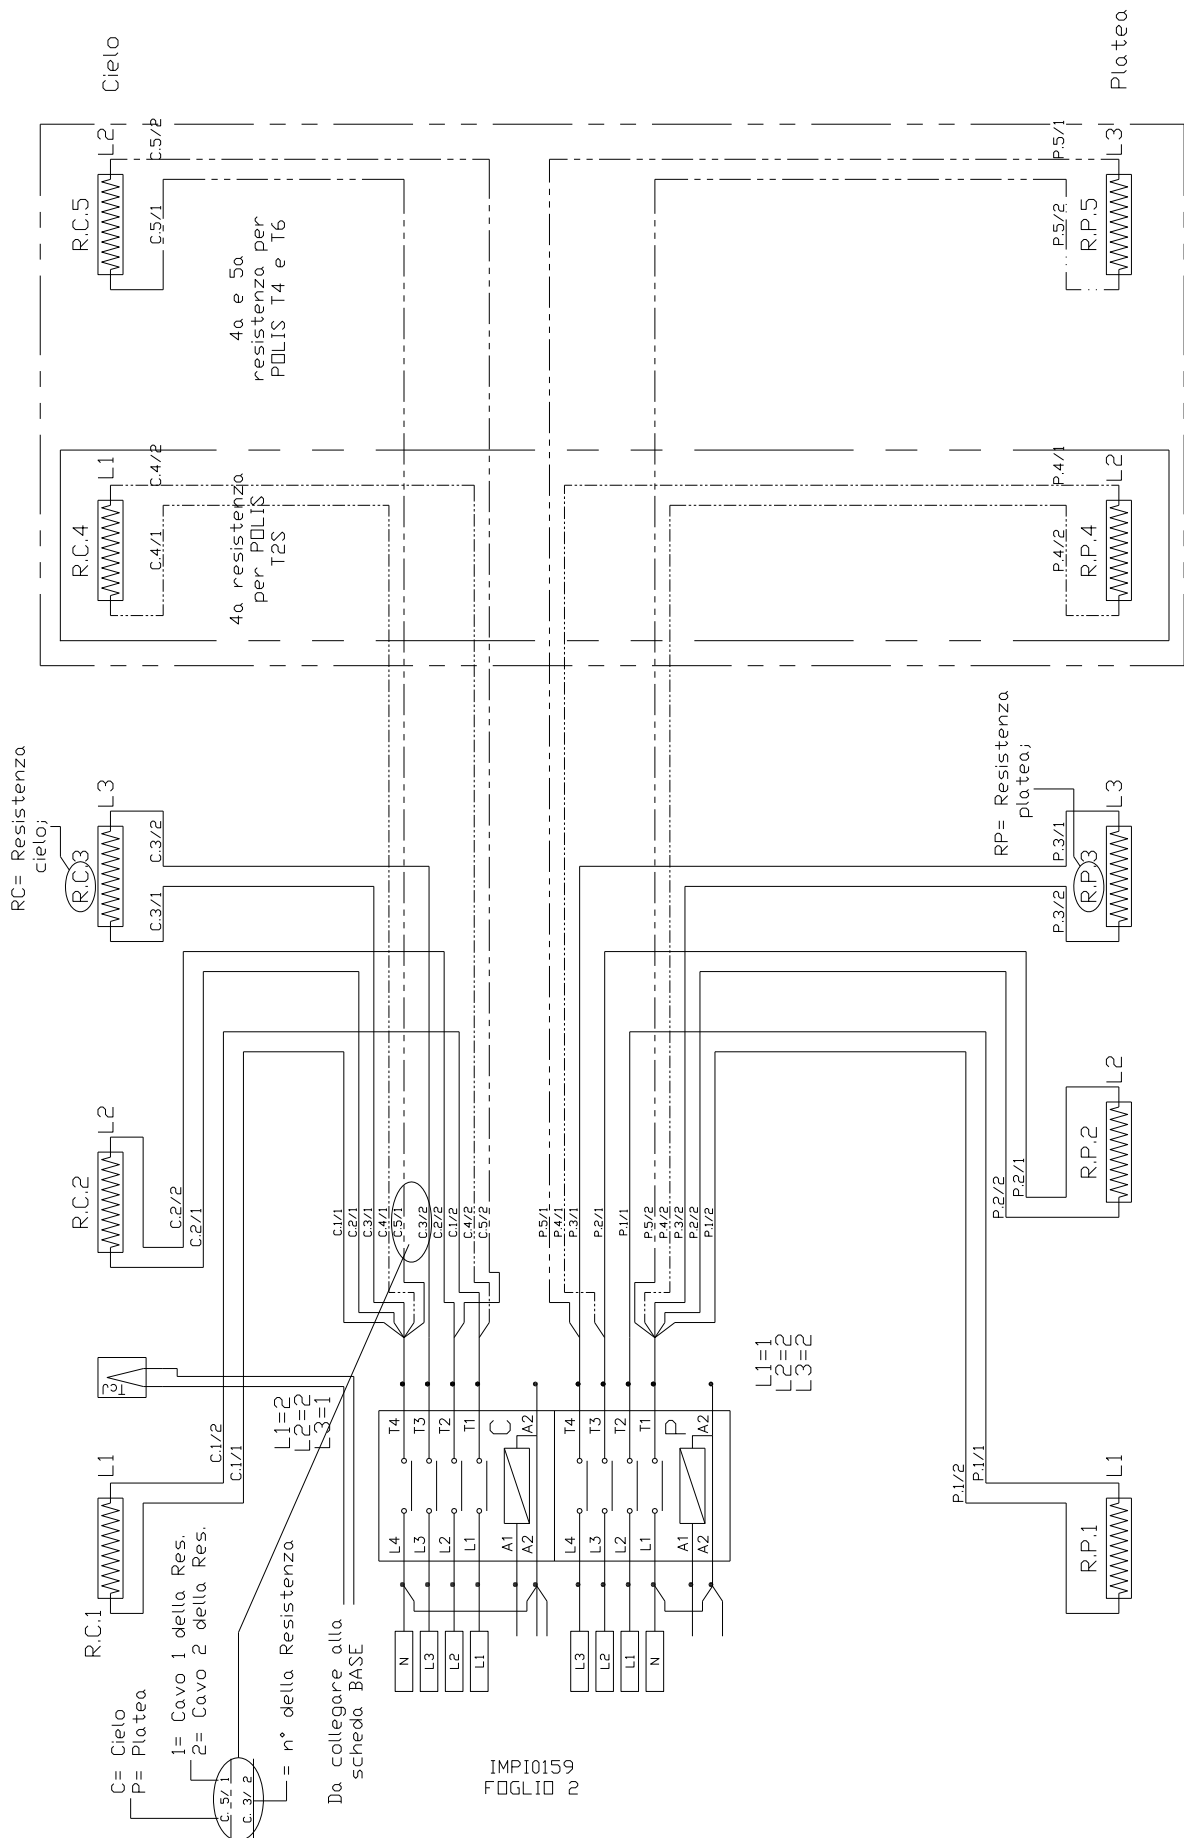 Cielo
Platea
R.C.5
L2
C.5/2
C.5/1
P.5/1
L3
P.5/2
R.P.5
4a e 5a
resistenza per
POLIS T4 e T6
R.C.4
L1
C.4/2
C.4/1
P.4/1
L2
P.4/2
R.P.4
4a resistenza
per POLIS
T2S
RC= Resistenza
cielo;
R.C.3
L3
C.3/2
C.3/1
RP= Resistenza
platea;
P.3/1
L3
P.3/2
R.P.3
R.C.2
L2
C.2/2
C.2/1
P.2/2
P.2/1
R.P.2
L2
C.1/1
C.2/1
C.3/1
C.4/1
C.5/1
C.3/2
C.2/2
C.1/2
C.4/2
C.5/2
P.5/1
P.4/1
P.3/1
P.2/1
P.1/1
P.5/2
P.4/2
P.3/2
P.2/2
P.1/2
L1=2
L2=2
L3=1
L1=1
L2=2
L3=2
R.C.1
L1
C.1/2
C.1/1
P.1/2
P.1/1
L1
R.P.1
T4
T3
T2
T1
C
A2
T4
T3
T2
T1
P
A2
L4
L3
L2
L1
A1
A2
L4
L3
L2
L1
A1
A2
N
L3
L2
L1
L3
L2
L1
N
C= Cielo
P= Platea
1= Cavo 1 della Res.
2= Cavo 2 della Res.
C. 5/ 1
C. 3/ 2
= n° della Resistenza
Da collegare alla
scheda BASE
IMPI0159
FOGLIO 2